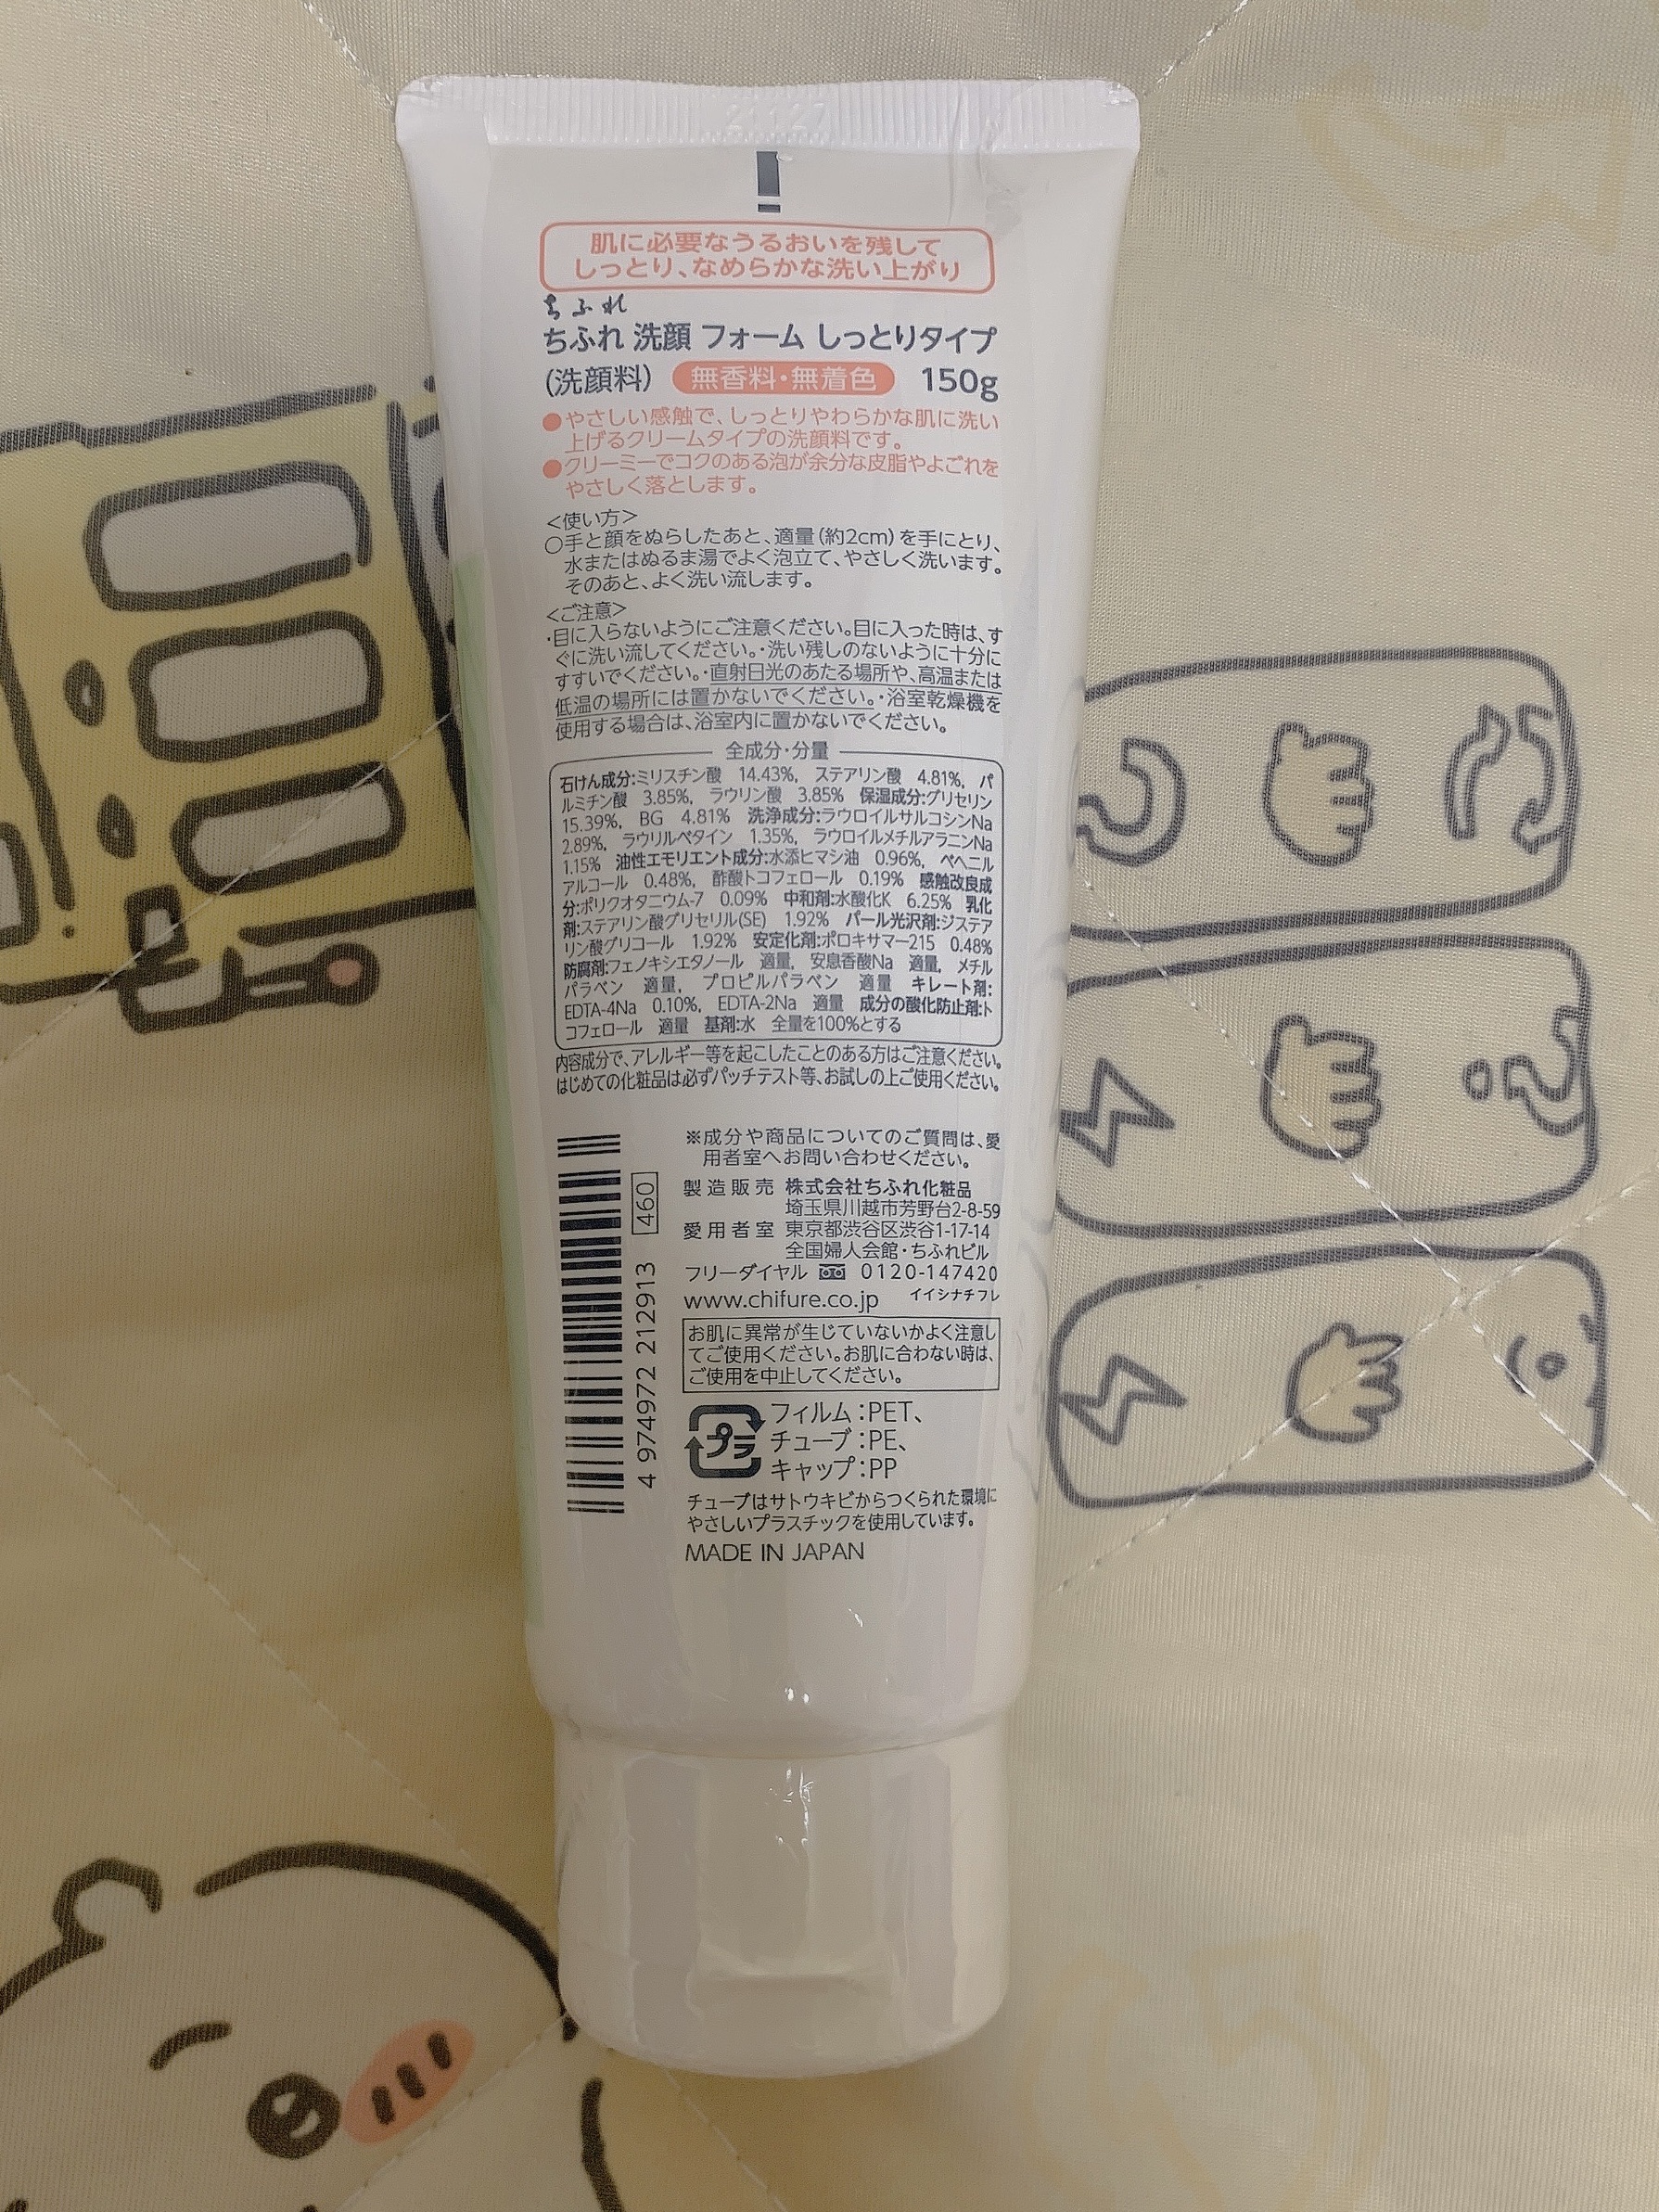 21127
肌に必要なうるおいを残して
しっとり、なめらかな洗い上がり
ちふれ
ちふれ 洗顔 フォーム しっとりタイプ
(洗顔料) 無香料・無着色 150g
●やさしい感触で、しっとりやわらかな肌に洗い
上げるクリームタイプの洗顔料です。
●クリーミーでコクのある泡が余分な皮脂やよごれを
やさしく落とします。
<使い方>
○手と顔をぬらしたあと、適量(約2cm)を手にとり、
水またはぬるま湯でよく泡立て、やさしく洗います。
そのあと、よく洗い流します。
<ご注意>
・目に入らないようにご注意ください。目に入った時は、す
ぐに洗い流してください。・洗い残しのないように十分に
すすいでください。・直射日光のあたる場所や、高温または
低温の場所には置かないでください。・浴室乾燥機を
使用する場合は、浴室内に置かないでください。
全成分・分量
石けん成分:ミリスチン酸 14.43%, ステアリン酸 4.81%, パ
ルミチン酸 3.85%, ラウリン酸 3.85% 保湿成分:グリセリン
15.39%, BG 4.81% 洗浄成分:ラウロイルサルコシンNa
2.89%, ラウリルベタイン 1.35%, ラウロイルメチルアラニンNa
1.15% 油性エモリエント成分:水添ヒマシ油 0.96%, ベヘニル
アルコール 0.48%, 酢酸トコフェロール 0.19% 感触改良成
分:ポリクオタニウム-7 0.09% 中和剤:水酸化K 6.25% 乳化
剤:ステアリン酸グリセリル(SE) 1.92% パール光沢剤:ジステア
リン酸グリコール 1.92% 安定化剤:ポロキサマー215 0.48%
防腐剤:フェノキシエタノール 適量, 安息香酸Na 適量, メチル
パラベン 適量, プロピルパラベン 適量 キレート剤:
EDTA-4Na 0.10%, EDTA-2Na 適量 成分の酸化防止剤:ト
コフェロール 適量 基剤:水 全量を100%とする
内容成分で、アレルギー等を起こしたことのある方はご注意ください。
はじめての化粧品は必ずパッチテスト等、お試しの上ご使用ください。
※成分や商品についてのご質問は、愛
用者室へお問い合わせください。
製造販売 株式会社ちふれ化粧品
埼玉県川越市芳野台2-8-59
愛用者室 東京都渋谷区渋谷1-17-14
全国婦人会館・ちふれビル
フリーダイヤル 0120-147420
www.chifure.co.jp イイシナチフレ
お肌に異常が生じていないかよく注意し
てご使用ください。お肌に合わない時は、
ご使用を中止してください。
プラ
フィルム:PET、
チューブ:PE、
キャップ:PP
チューブはサトウキビからつくられた環境に
やさしいプラスチックを使用しています。
MADE IN JAPAN
460
4 974972 212913